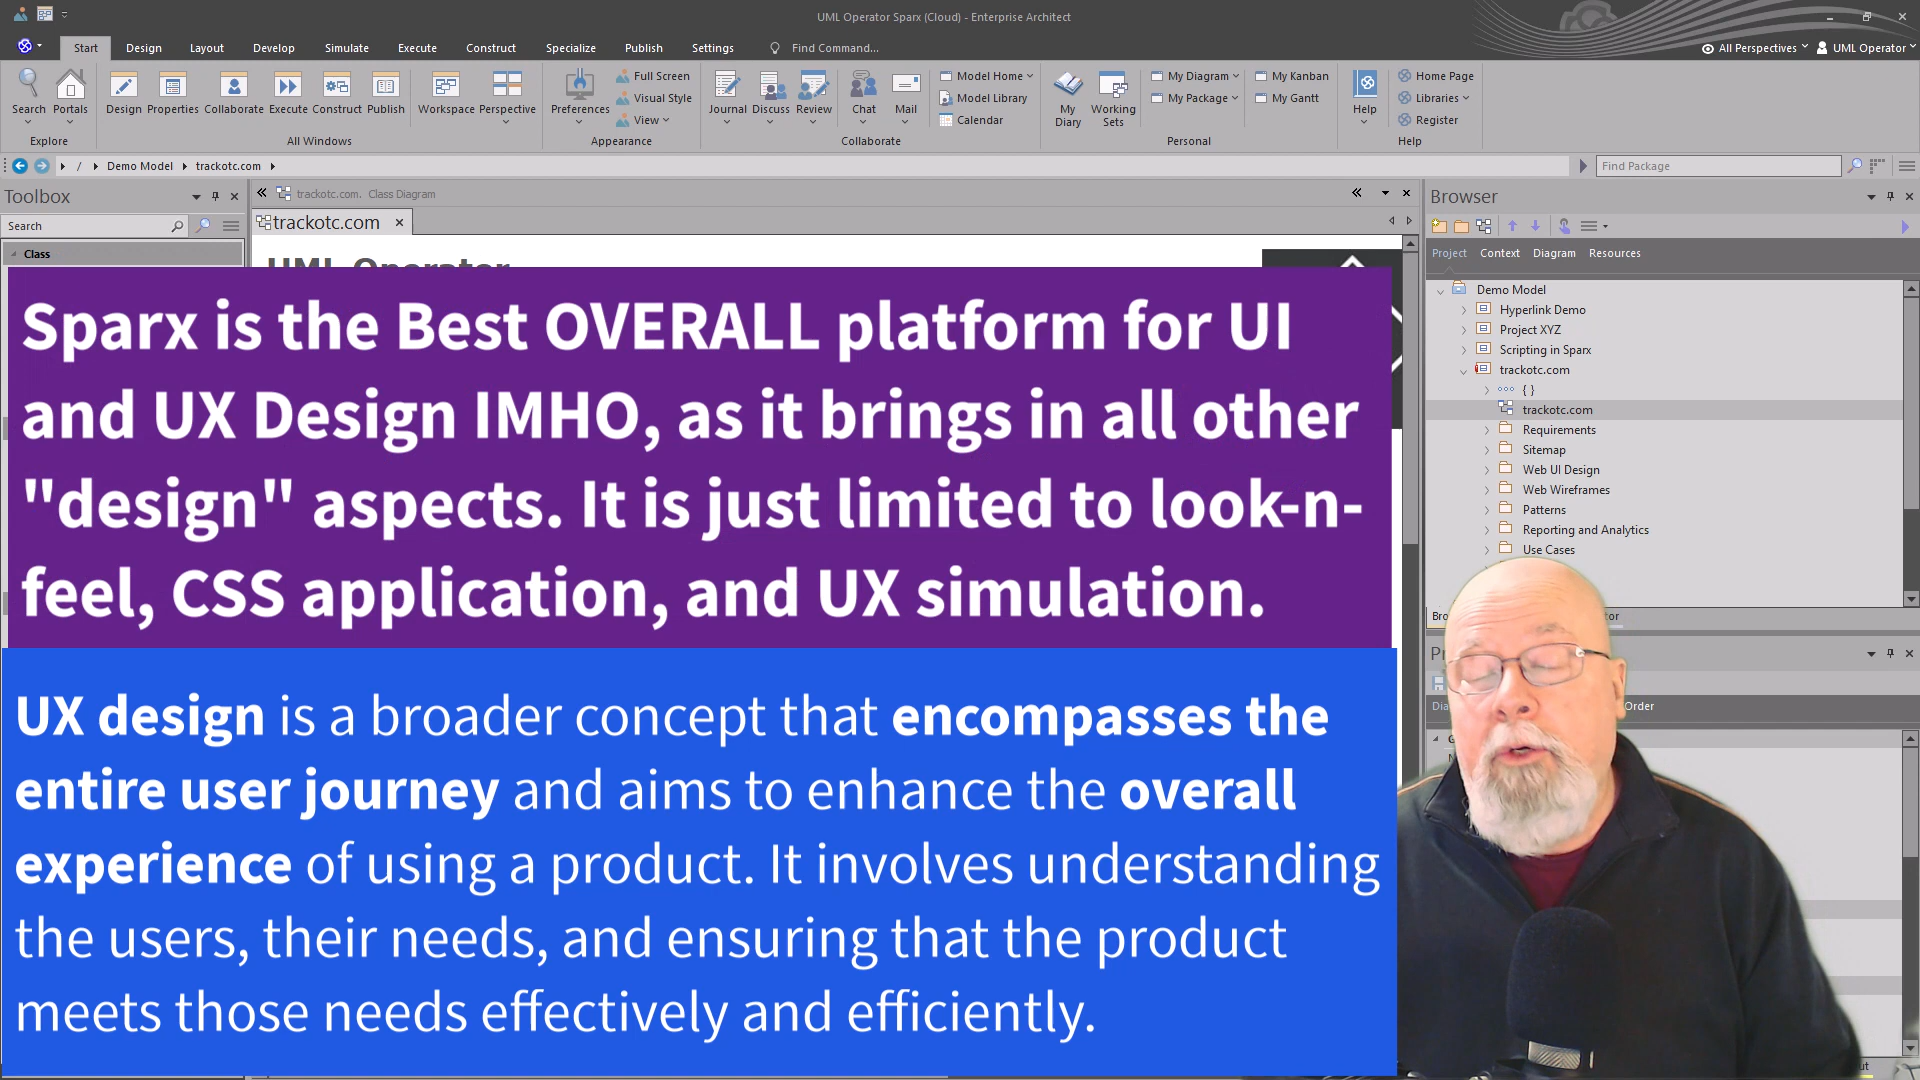 UML Operator Sparx (Cloud) - Enterprise Architect
Start Design Layout Develop Simulate Execute Construct Specialize Publish Settings Find Command... All Perspectives UML Operator
Search Portals Design Properties Collaborate Execute Construct Publish Workspace Perspective Preferences Full Screen Visual Style View Journal Discuss Review Chat Mail Model Home Model Library Calendar My Diary Working Sets My Diagram My Package My Kanban My Gantt Help Home Page Libraries Register
Explore All Windows Appearance Collaborate Personal Help
/ Demo Model trackotc.com Find Package
Toolbox
Search
Class
trackotc.com. Class Diagram
trackotc.com
UML Operator
Sparx is the Best OVERALL platform for UI
and UX Design IMHO, as it brings in all other
"design" aspects. It is just limited to look-n-
feel, CSS application, and UX simulation.
UX design is a broader concept that encompasses the
entire user journey and aims to enhance the overall
experience of using a product. It involves understanding
the users, their needs, and ensuring that the product
meets those needs effectively and efficiently.
Browser
Project Context Diagram Resources
Demo Model
Hyperlink Demo
Project XYZ
Scripting in Sparx
trackotc.com
{ }
trackotc.com
Requirements
Sitemap
Web UI Design
Web Wireframes
Patterns
Reporting and Analytics
Use Cases
Order